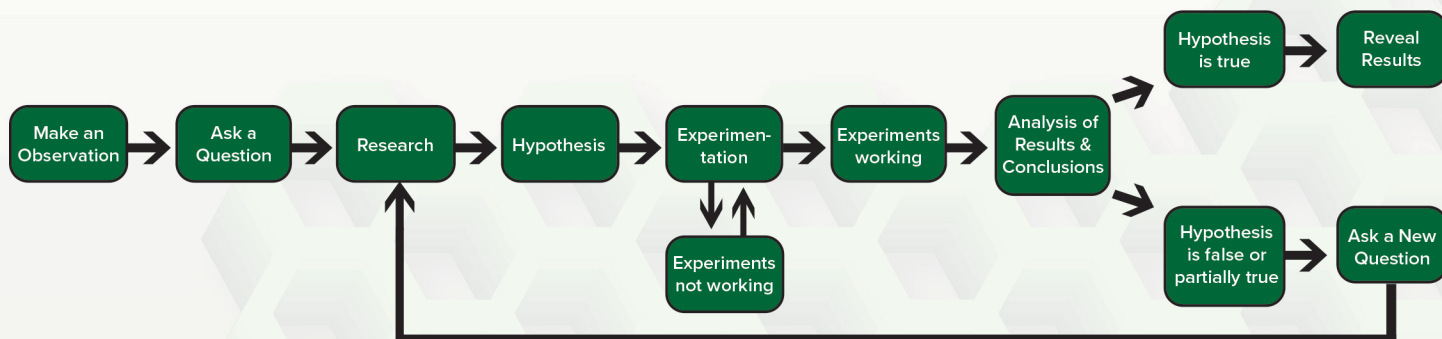 Make an
Observation
Ask a
Question
Research
Hypothesis
Experimen-
tation
Experiments
not working
Experiments
working
Analysis of
Results &
Conclusions
Hypothesis
is true
Reveal
Results
Hypothesis
is false or
partially true
Ask a New
Question